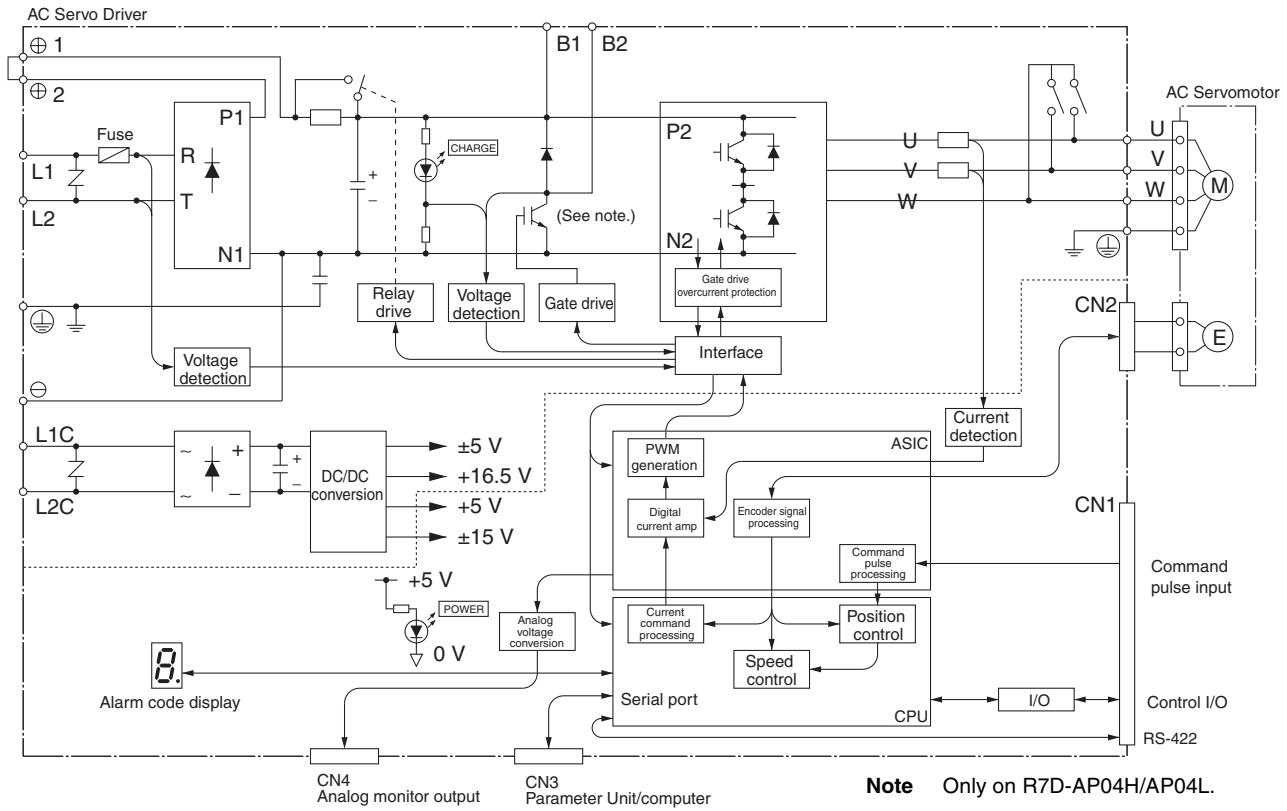 AC Servo Driver
⊕ 1
⊕ 2
B1
B2
AC Servomotor
Fuse
L1
L2
R
T
P1
N1
+
–
CHARGE
(See note.)
P2
N2
U
V
W
U
V
W
M
Gate drive
overcurrent protection
Relay
drive
Voltage
detection
Gate drive
Interface
CN2
E
Voltage
detection
⊖
L1C
L2C
~
~
+
–
+
–
DC/DC
conversion
±5 V
+16.5 V
+5 V
±15 V
ASIC
PWM
generation
Current
detection
Digital
current amp
Encoder signal
processing
Command
pulse
processing
CN1
Command
pulse input
+5 V
POWER
0 V
Analog
voltage
conversion
Current
command
processing
Position
control
Speed
control
8.
Alarm code display
Serial port
CPU
I/O
Control I/O
RS-422
CN4
Analog monitor output
CN3
Parameter Unit/computer
Note Only on R7D-AP04H/AP04L.